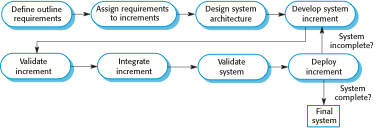 Define outline
requirements
Assign requirements
to increments
Design system
architecture
Develop system
increment
System
incomplete?
Validate
increment
Integrate
increment
Validate
system
Deploy
increment
System
complete?
Final
system